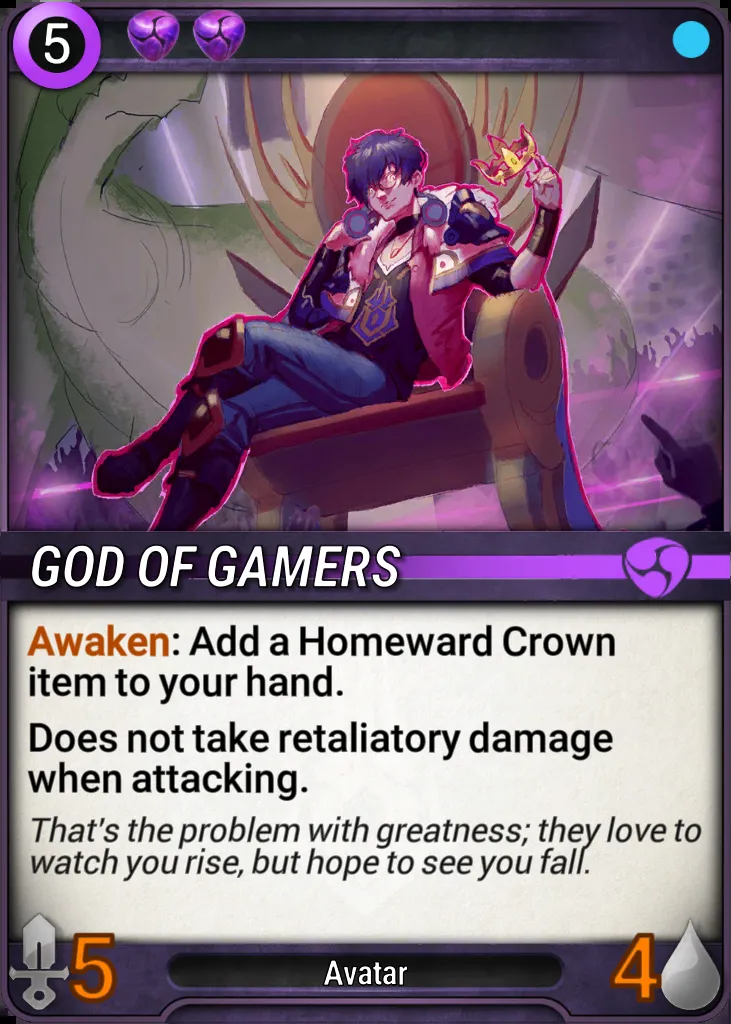 5
GOD OF GAMERS
Awaken: Add a Homeward Crown
item to your hand.
Does not take retaliatory damage
when attacking.
That's the problem with greatness; they love to
watch you rise, but hope to see you fall.
5
Avatar
4